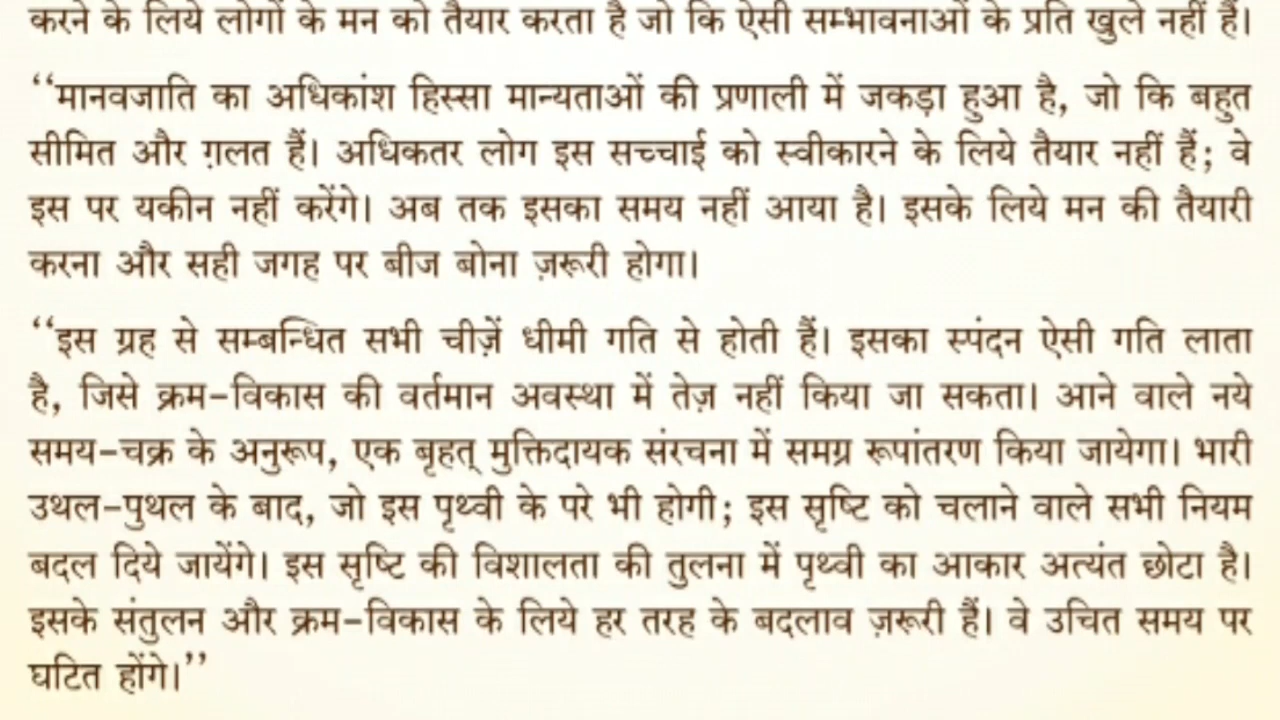 करने के लिये लोगों के मन को तैयार करता है जो कि ऐसी सम्भावनाओं के प्रति खुले नहीं हैं।
‘‘मानवजाति का अधिकांश हिस्सा मान्यताओं की प्रणाली में जकड़ा हुआ है, जो कि बहुत
सीमित और ग़लत हैं। अधिकतर लोग इस सच्चाई को स्वीकारने के लिये तैयार नहीं हैं; वे
इस पर यकीन नहीं करेंगे। अब तक इसका समय नहीं आया है। इसके लिये मन की तैयारी
करना और सही जगह पर बीज बोना ज़रूरी होगा।
‘‘इस ग्रह से सम्बन्धित सभी चीज़ें धीमी गति से होती हैं। इसका स्पंदन ऐसी गति लाता
है, जिसे क्रम-विकास की वर्तमान अवस्था में तेज़ नहीं किया जा सकता। आने वाले नये
समय-चक्र के अनुरूप, एक बृहत् मुक्तिदायक संरचना में समग्र रूपांतरण किया जायेगा। भारी
उथल-पुथल के बाद, जो इस पृथ्वी के परे भी होगी; इस सृष्टि को चलाने वाले सभी नियम
बदल दिये जायेंगे। इस सृष्टि की विशालता की तुलना में पृथ्वी का आकार अत्यंत छोटा है।
इसके संतुलन और क्रम-विकास के लिये हर तरह के बदलाव ज़रूरी हैं। वे उचित समय पर
घटित होंगे।’’